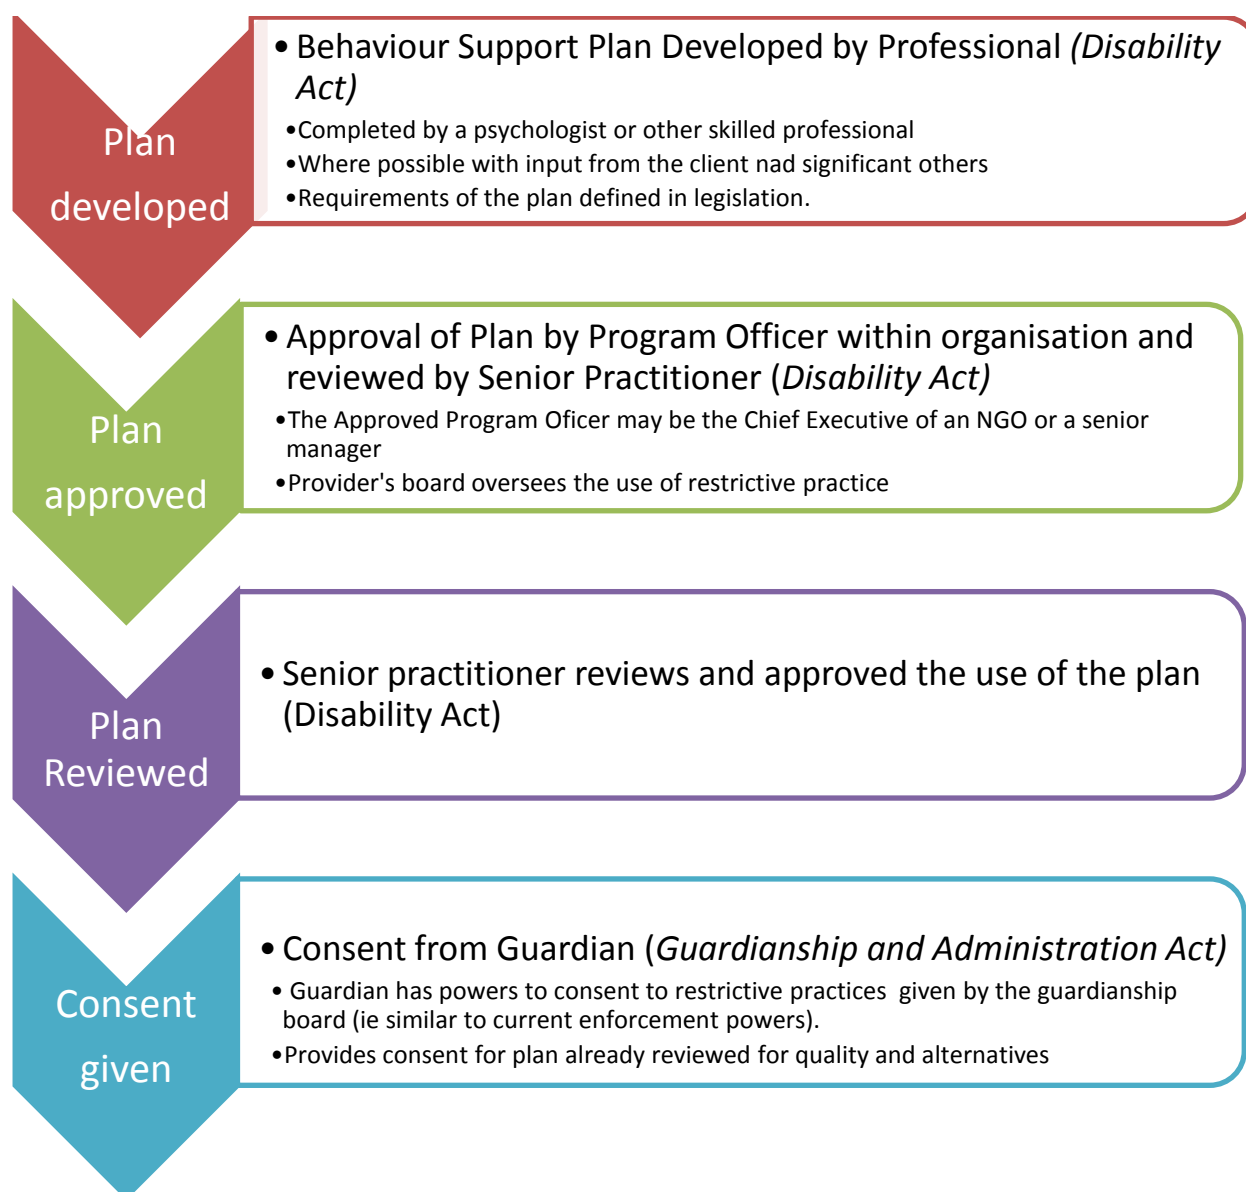 Plan
developed
• Behaviour Support Plan Developed by Professional (Disability
Act)
•Completed by a psychologist or other skilled professional
•Where possible with input from the client nad significant others
•Requirements of the plan defined in legislation.
Plan
approved
• Approval of Plan by Program Officer within organisation and
reviewed by Senior Practitioner (Disability Act)
•The Approved Program Oficer may be the Chief Executive of an NGO or a senior
manager
•Provider's board oversees the use of restrictive practice
Plan
Reviewed
• Senior practitioner reviews and approved the use of the plan
(Disability Act)
Consent
given
• Consent from Guardian (Guardianship and Administration Act)
• Guardian has powers to consent to restrictive practices given by the guardianship
board (ie similar to current enforcement powers).
•Provides consent for plan already reviewed for quality and alternatives